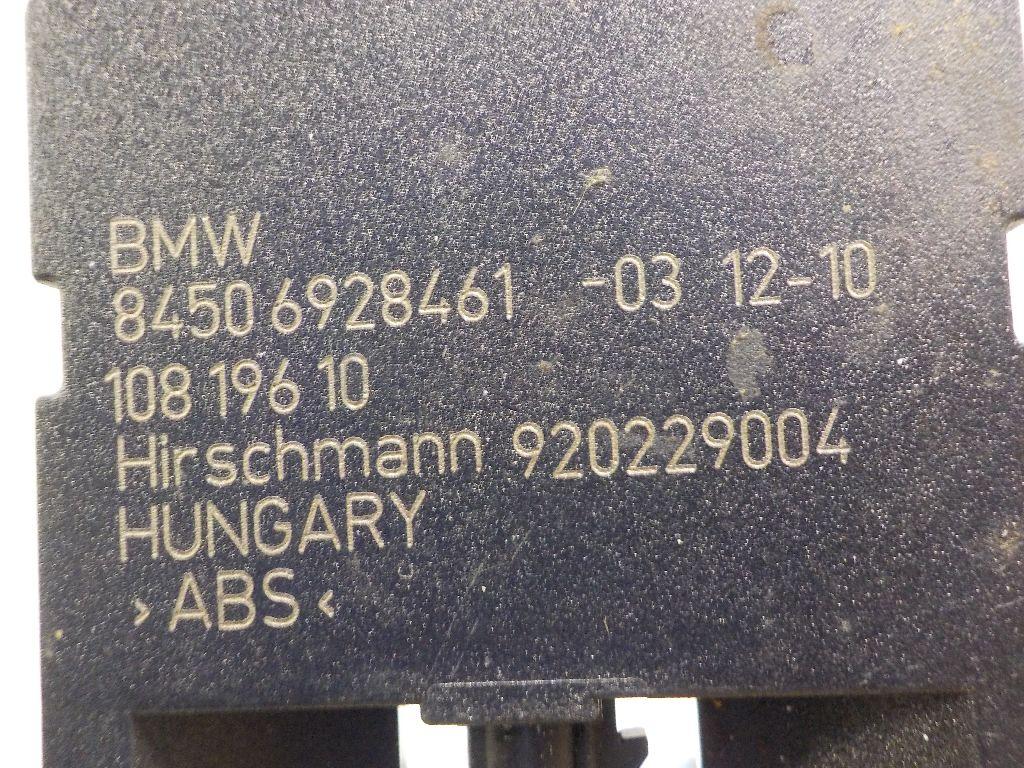 BMW
8450 6928461 -03 12-10
108 196 10
Hirschmann 920229004
HUNGARY
>ABS<